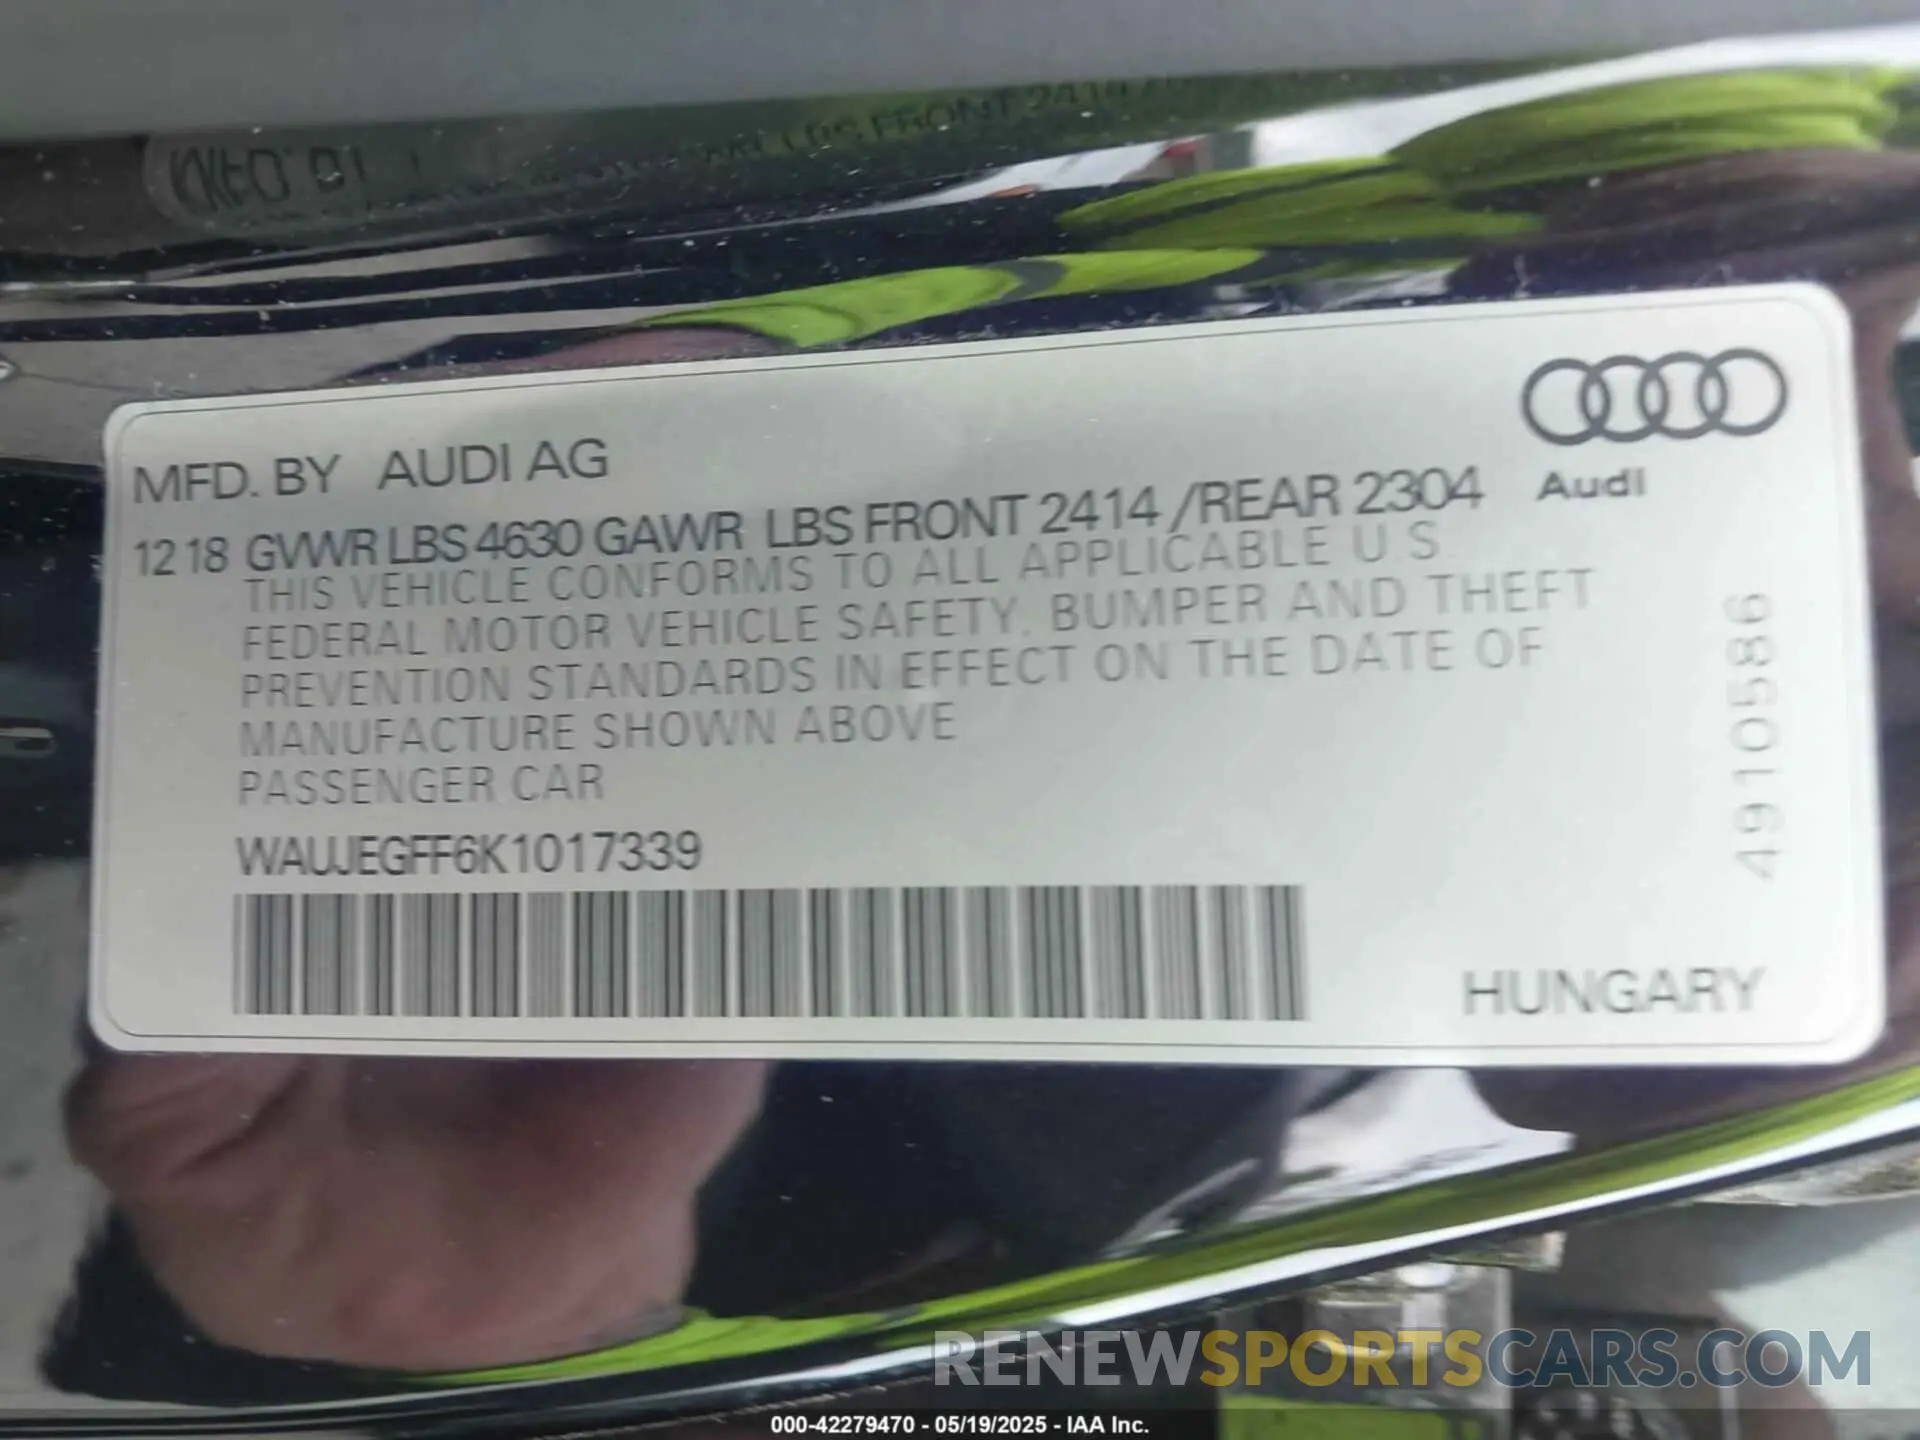 MFD. BY AUDI AG
Audi
12 18 GVWR LBS 4630 GAWR LBS FRONT 2414 /REAR 2304
THIS VEHICLE CONFORMS TO ALL APPLICABLE U S
FEDERAL MOTOR VEHICLE SAFETY. BUMPER AND THEFT
PREVENTION STANDARDS IN EFFECT ON THE DATE OF
MANUFACTURE SHOWN ABOVE
PASSENGER CAR
WAUJEGFF6K1017339
4910586
HUNGARY
RENEWSPORTSCARS.COM
000-42279470 - 05/19/2025 - IAA Inc.